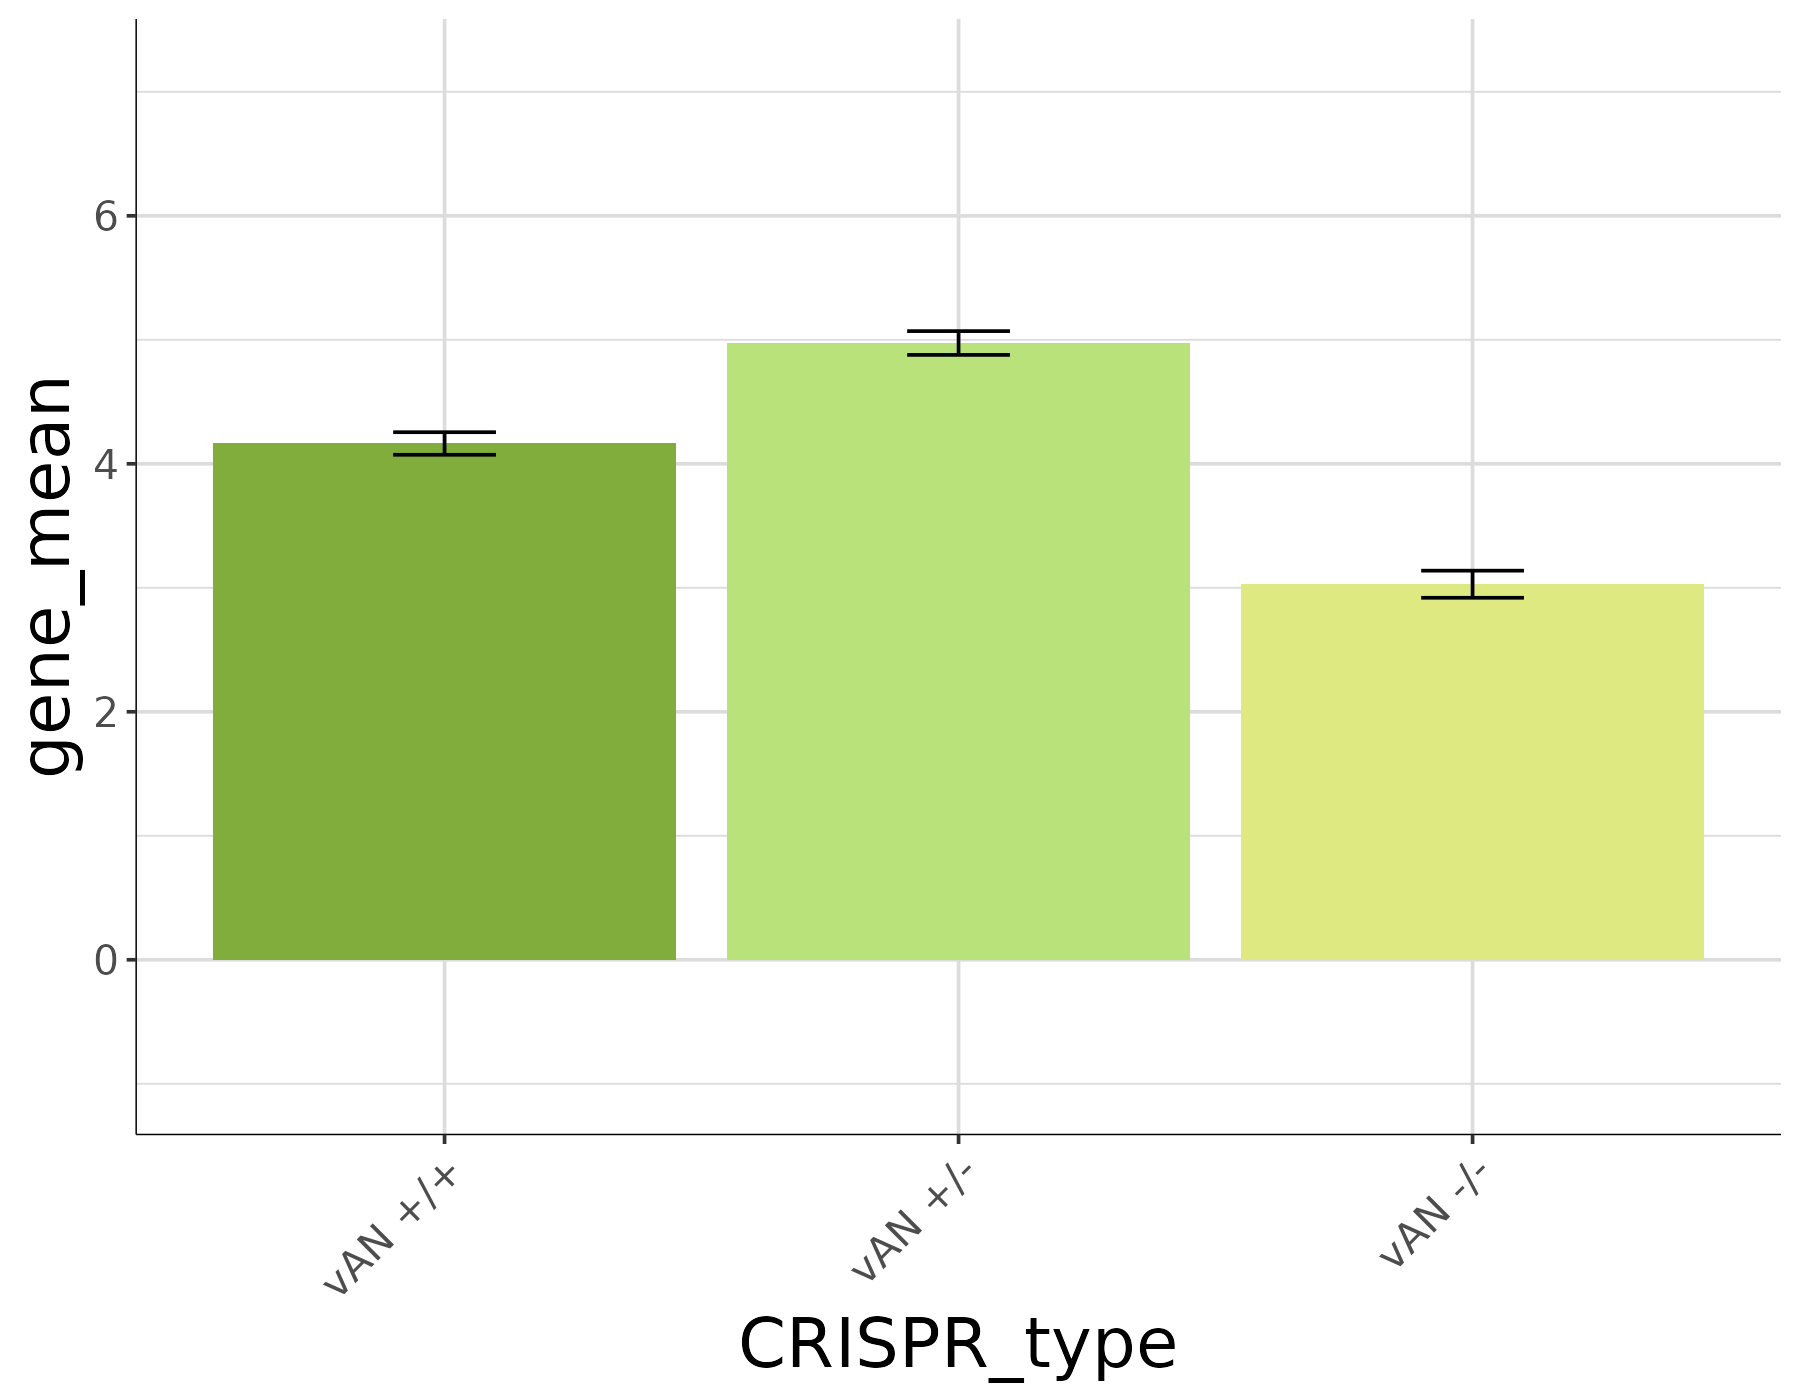 gene_mean
6
4
2
0
vAN +/+
vAN +/-
vAN -/-
CRISPR_type